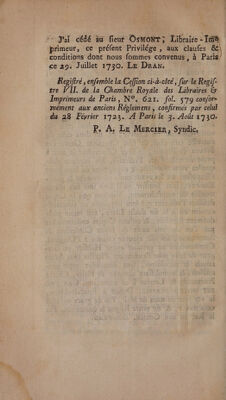 J'ai cédé au sieur OSMONT, Libraire-Im-
primeur, ce présent Privilége, aux clauses &
conditions dont nous sommes convenus, à Paris
ce 29. Juillet 1730. LE DRAN.
Registré, ensemble la Cession ci-à-côté, sur le Regis-
tre VII. de la Chambre Royale des Libraires &
Imprimeurs de Paris, N°. 621. fol. 579 confor-
mément aux anciens Réglemens, confirmés par celui
du 28 Février 1723. A Paris le 3. Août 1730.
P. A. LE MERCIER, Syndic.